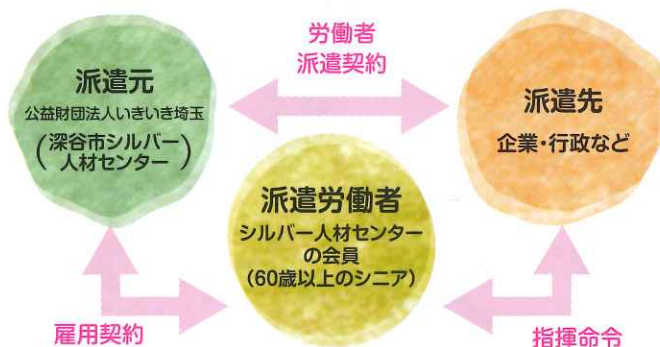 労働者
派遣契約
派遣元
公益財団法人いきいき埼玉
(深谷市シルバー
人材センター)
派遣先
企業・行政など
派遣労働者
シルバー人材センター
の会員
(60歳以上のシニア)
雇用契約
指揮命令